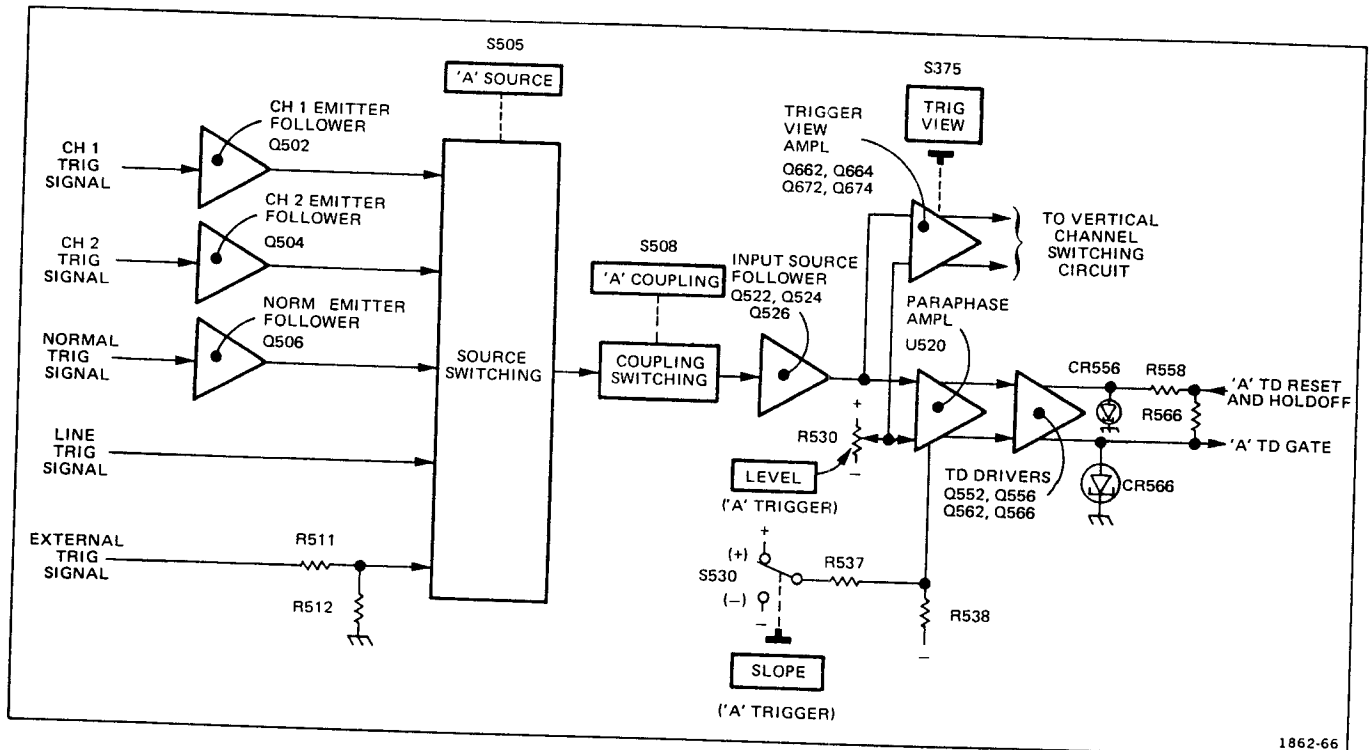 S505
'A' SOURCE
CH 1 EMITTER
FOLLOWER
Q502
CH 1
TRIG
SIGNAL
CH 2 EMITTER
FOLLOWER
Q504
CH 2
TRIG
SIGNAL
NORM EMITTER
FOLLOWER
Q506
NORMAL
TRIG
SIGNAL
LINE
TRIG
SIGNAL
EXTERNAL
TRIG
SIGNAL
R511
R512
SOURCE
SWITCHING
S508
'A' COUPLING
COUPLING
SWITCHING
INPUT SOURCE
FOLLOWER
Q522, Q524
Q526
S375
TRIG
VIEW
TRIGGER
VIEW
AMPL
Q662, Q664
Q672, Q674
TO VERTICAL
CHANNEL
SWITCHING
CIRCUIT
PARAPHASE
AMPL
U520
+
R530
−
LEVEL
('A' TRIGGER)
CR556
R558
R566
'A' TD RESET
AND HOLDOFF
'A' TD GATE
CR566
TD DRIVERS
Q552, Q556
Q562, Q566
+
(+)
S530
(−)
−
R537
R538
−
SLOPE
('A' TRIGGER)
1862-66